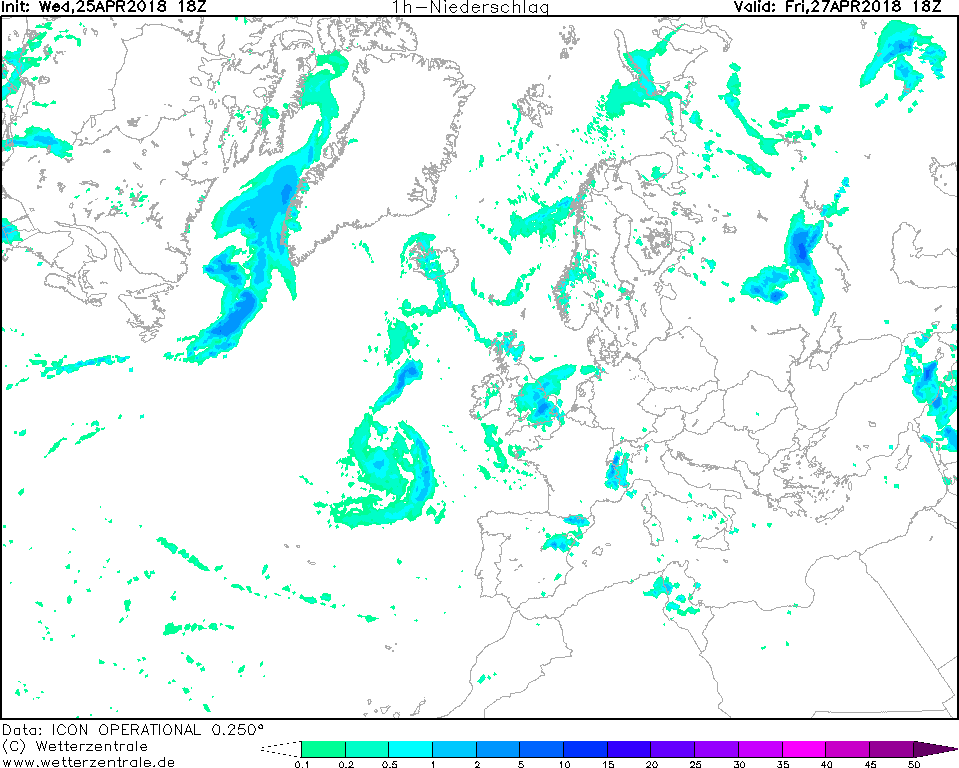 Init: Wed,25APR2018 18Z 1h-Niederschlag Valid: Fri,27APR2018 18Z
Data: ICON OPERATIONAL 0.250°
(C) Wetterzentrale
www.wetterzentrale.de
0.1 0.2 0.5 1 2 5 10 15 20 25 30 35 40 45 50